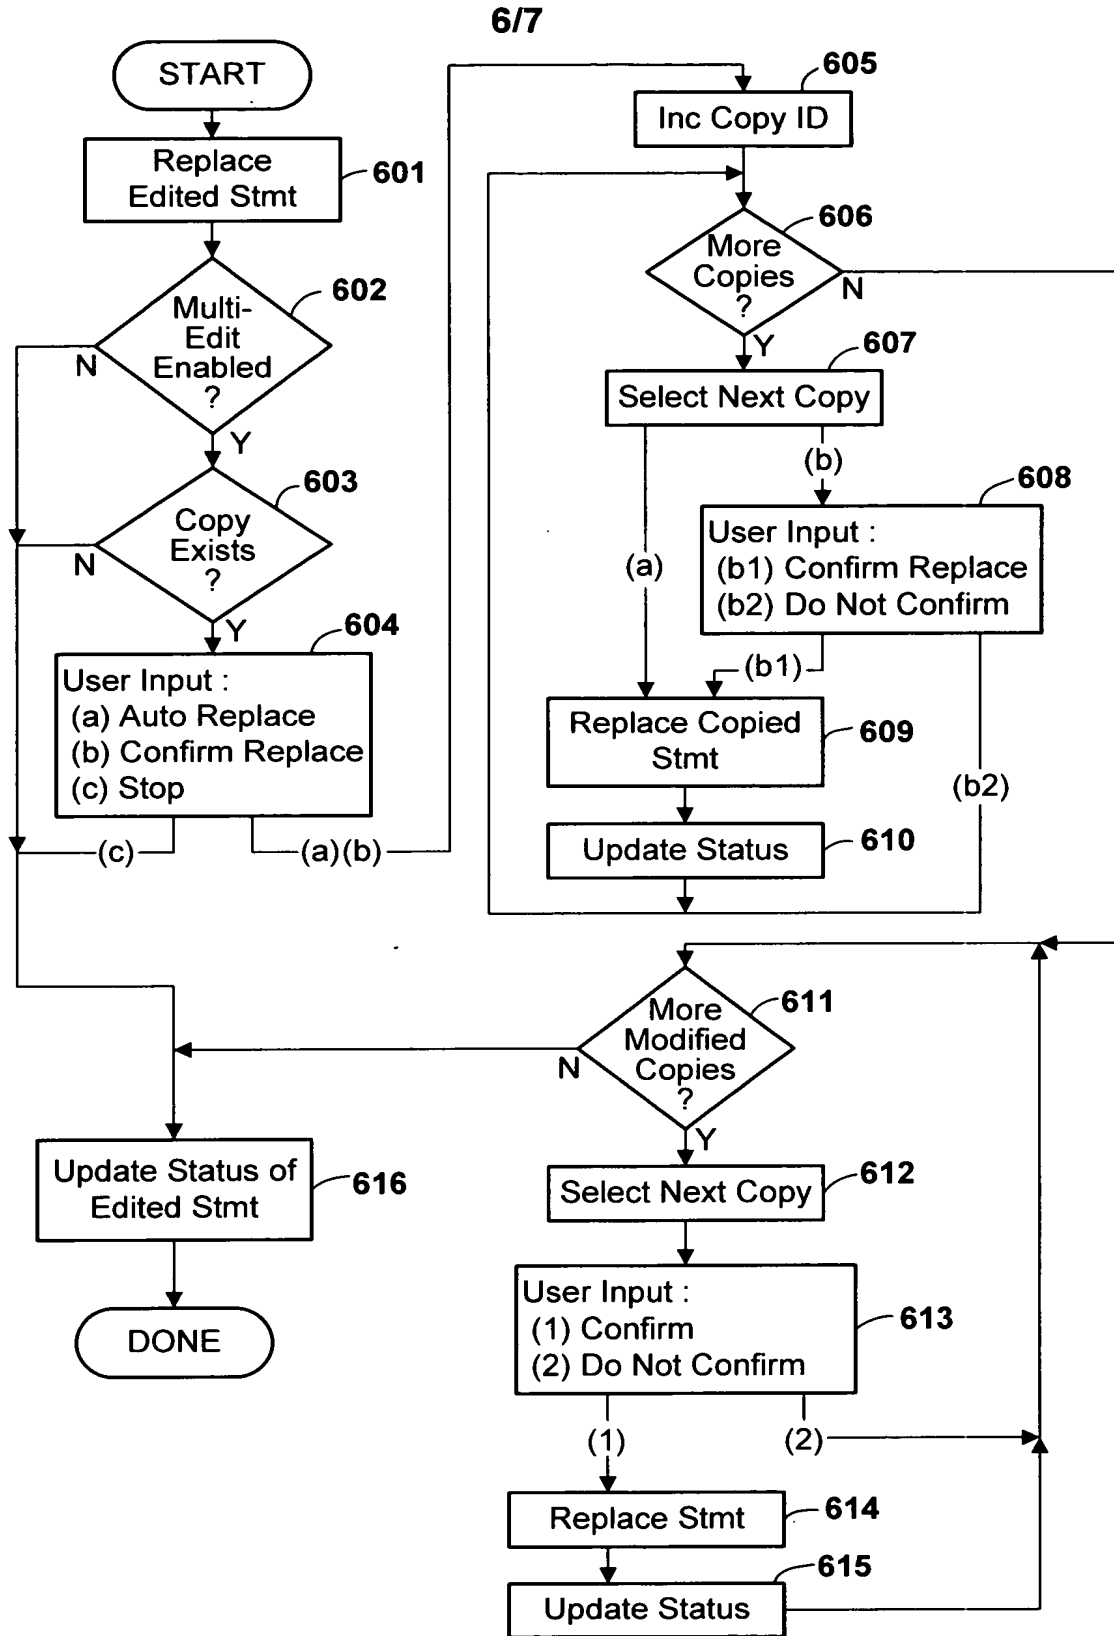 6/7
START
Replace
Edited Stmt
601
Multi-
Edit
Enabled
?
602
N
Y
Copy
Exists
?
603
N
Y
604
User Input :
(a) Auto Replace
(b) Confirm Replace
(c) Stop
(c)
(a)(b)
605
Inc Copy ID
606
More
Copies
?
N
Y
607
Select Next Copy
(a)
(b)
608
User Input :
(b1) Confirm Replace
(b2) Do Not Confirm
(b1)
(b2)
Replace Copied
Stmt
609
Update Status
610
More
Modified
Copies
?
611
N
Y
Select Next Copy
612
User Input :
(1) Confirm
(2) Do Not Confirm
613
(1)
(2)
Replace Stmt
614
615
Update Status
Update Status of
Edited Stmt
616
DONE